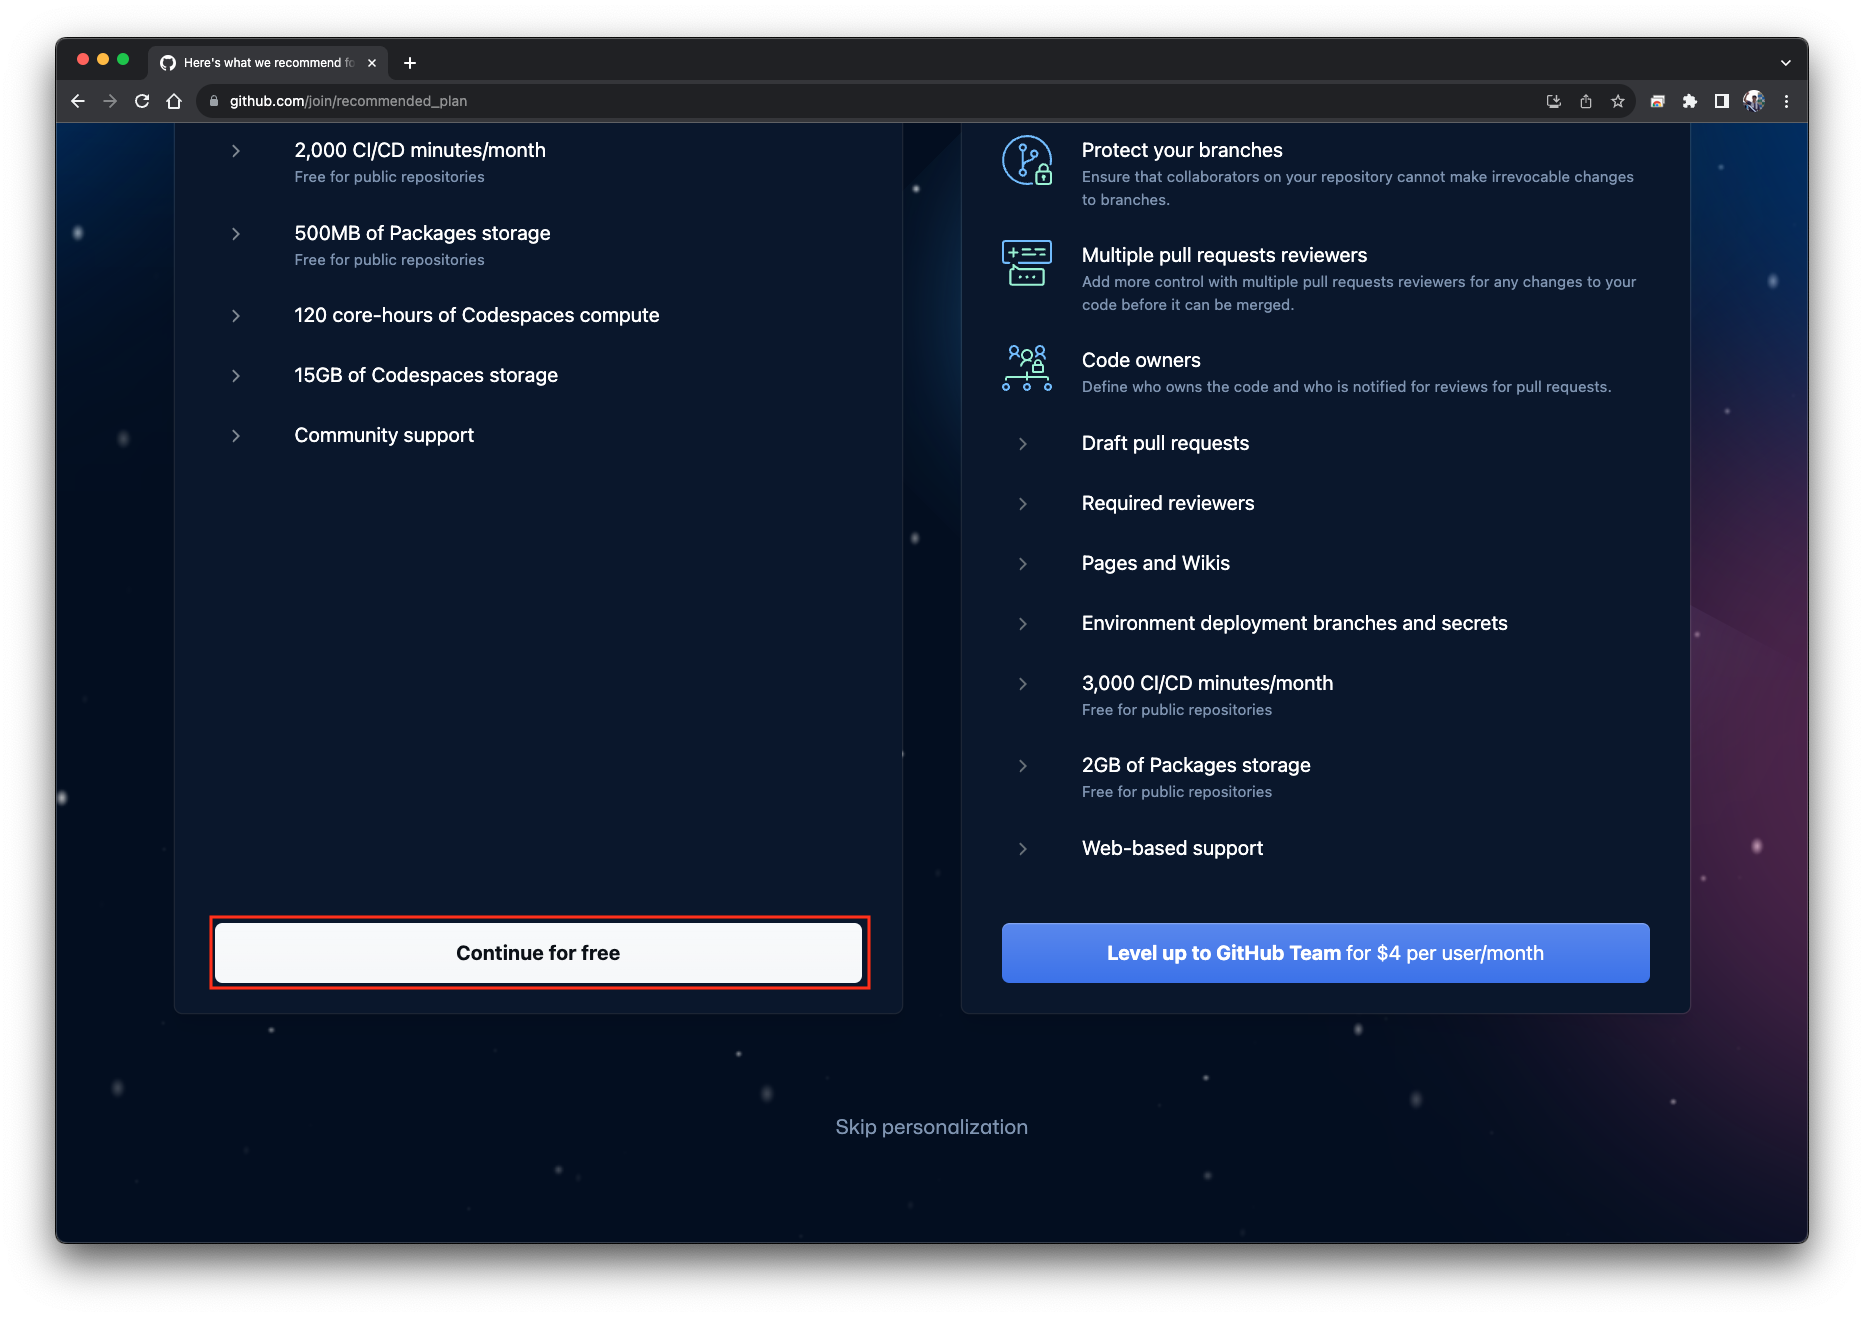 Here's what we recommend fo
github.com/join/recommended_plan
2,000 CI/CD minutes/month
Free for public repositories
500MB of Packages storage
Free for public repositories
120 core-hours of Codespaces compute
15GB of Codespaces storage
Community support
Continue for free
Protect your branches
Ensure that collaborators on your repository cannot make irrevocable changes
to branches.
Multiple pull requests reviewers
Add more control with multiple pull requests reviewers for any changes to your
code before it can be merged.
Code owners
Define who owns the code and who is notified for reviews for pull requests.
Draft pull requests
Required reviewers
Pages and Wikis
Environment deployment branches and secrets
3,000 CI/CD minutes/month
Free for public repositories
2GB of Packages storage
Free for public repositories
Web-based support
Level up to GitHub Team for $4 per user/month
Skip personalization